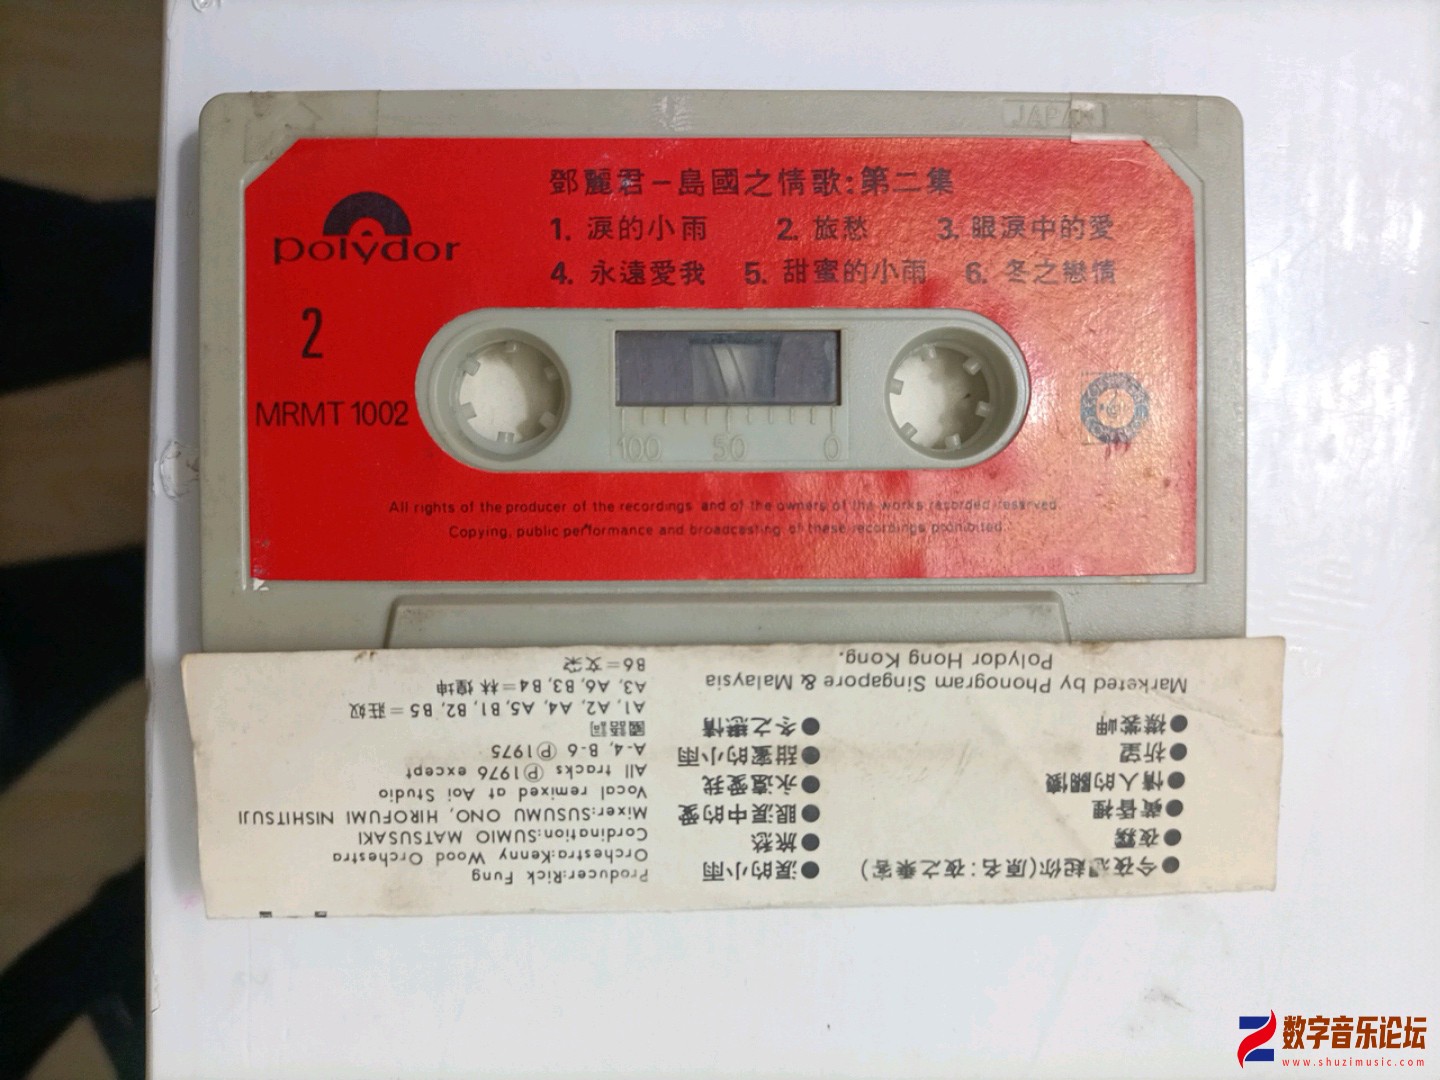 JAPAN
鄧麗君－島國之情歌:第二集
1. 淚的小雨 2. 旅愁 3. 眼淚中的愛
4. 永遠愛我 5. 甜蜜的小雨 6. 冬之戀情
polydor
2
MRMT 1002
100 50 0
All rights of the producer of the recordings and of the owners of the works recorded reserved.
Copying, public performance and broadcasting of these recordings prohibited.
●今夜想起你(原名:夜之乘客)
●夜霧
●黃昏裡
●情人的關懷
●祈望
●襟裳岬
●淚的小雨
●旅愁
●眼淚中的愛
●永遠愛我
●甜蜜的小雨
●冬之戀情
Producer:Rick Fung
Orchestra:Kenny Wood Orchestra
Cordination:SUMIO MATSUSAKI
Mixer:SUSUMU ONO, HIROFUMI NISHITSUJI
Vocal remixed at Aoi Studio
All tracks Ⓟ1976 except
A-4, B-6 Ⓟ1975
國語詞
A1, A2, A4, A5, B1, B2, B5＝莊奴
A3, A6, B3, B4＝林煌坤
B6＝文采
Marketed by Phonogram Singapore & Malaysia
Polydor Hong Kong.
数字音乐论坛
www.shuzimusic.com